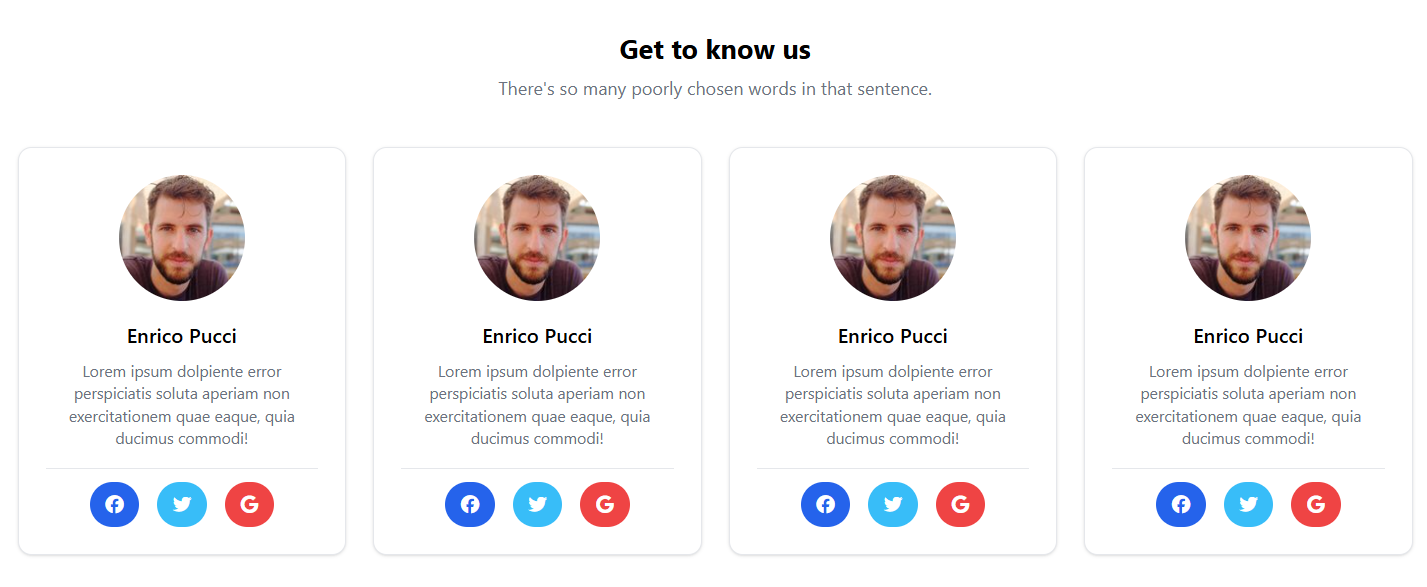 Get to know us
There's so many poorly chosen words in that sentence.
Enrico Pucci
Lorem ipsum dolpiente error
perspiciatis soluta aperiam non
exercitationem quae eaque, quia
ducimus commodi!
Enrico Pucci
Lorem ipsum dolpiente error
perspiciatis soluta aperiam non
exercitationem quae eaque, quia
ducimus commodi!
Enrico Pucci
Lorem ipsum dolpiente error
perspiciatis soluta aperiam non
exercitationem quae eaque, quia
ducimus commodi!
Enrico Pucci
Lorem ipsum dolpiente error
perspiciatis soluta aperiam non
exercitationem quae eaque, quia
ducimus commodi!